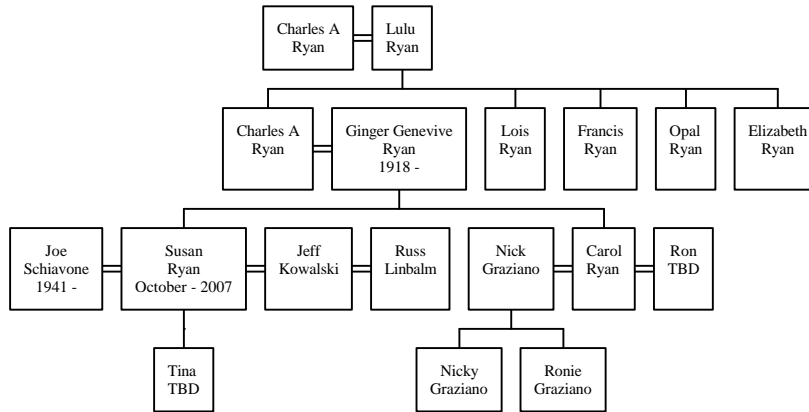 Charles A
Ryan
Lulu
Ryan
Charles A
Ryan
Ginger Genevive
Ryan
1918 -
Lois
Ryan
Francis
Ryan
Opal
Ryan
Elizabeth
Ryan
Joe
Schiavone
1941 -
Susan
Ryan
October - 2007
Jeff
Kowalski
Russ
Linbalm
Nick
Graziano
Carol
Ryan
Ron
TBD
Tina
TBD
Nicky
Graziano
Ronie
Graziano